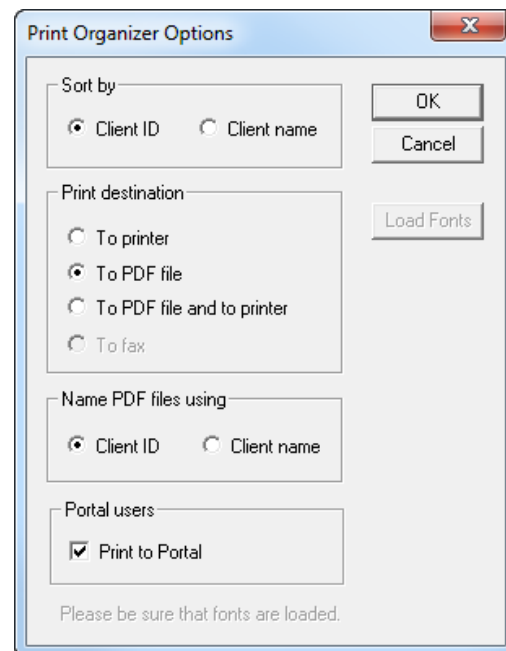 Print Organizer Options
Sort by
Client ID Client name
OK
Cancel
Print destination
To printer
To PDF file
To PDF file and to printer
To fax
Load Fonts
Name PDF files using
Client ID Client name
Portal users
Print to Portal
Please be sure that fonts are loaded.